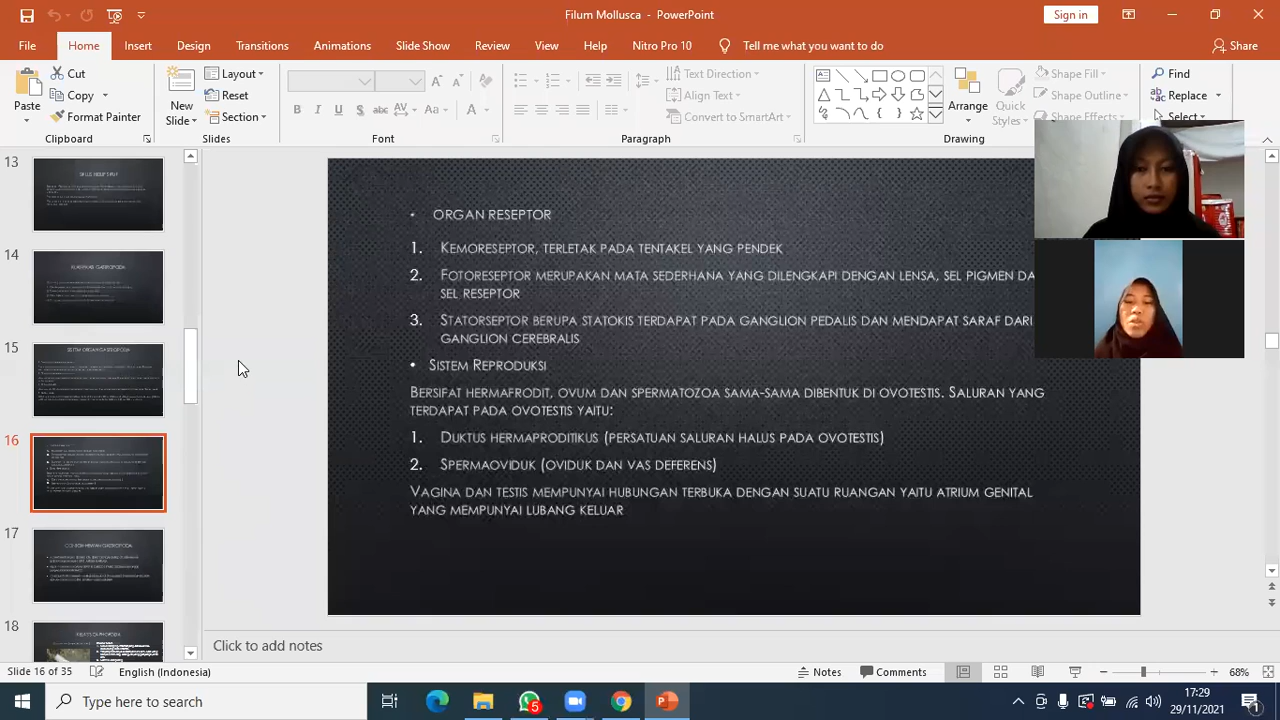 Filum Mollusca - PowerPoint
Sign in
File Home Insert Design Transitions Animations Slide Show Review View Help Nitro Pro 10 Tell me what you want to do Share
Paste
Cut
Copy
Format Painter
Clipboard
New Slide
Layout
Reset
Section
Slides
Font
Text Direction
Align Text
Convert to SmartArt
Paragraph
Arrange
Quick Styles
Shape Fill
Shape Outline
Shape Effects
Drawing
Find
Replace
Select
13
14
15
16
17
18
• ORGAN RESEPTOR
1. KEMORESEPTOR, TERLETAK PADA TENTAKEL YANG PENDEK
2. FOTORESEPTOR MERUPAKAN MATA SEDERHANA YANG DILENGKAPI DENGAN LENSA, SEL PIGMEN DA
SEL RESEPTOR
3. STATORSEPTOR BERUPA STATOKIS TERDAPAT PADA GANGLION PEDALIS DAN MENDAPAT SARAF DARI
GANGLION CEREBRALIS
• SISTEM REPRODIKSI
BERSIFAT HERMAPRODIT, OVUM DAN SPERMATOZOA SAMA-SAMA DIBENTUK DI OVOTESTIS. SALURAN YANG
TERDAPAT PADA OVOTESTIS YAITU:
1. DUKTUS HERMAPRODITIKUS (PERSATUAN SALURAN HALUS PADA OVOTESTIS)
2. (OVIDUK DAN VAS DEFERENS)
VAGINA DAN TESTIS MEMPUNYAI HUBUNGAN TERBUKA DENGAN SUATU RUANGAN YAITU ATRIUM GENITAL
YANG MEMPUNYAI LUBANG KELUAR
Click to add notes
Slide 16 of 35 English (Indonesia) Notes Comments 68%
Type here to search
5
17:29
29/11/2021
1